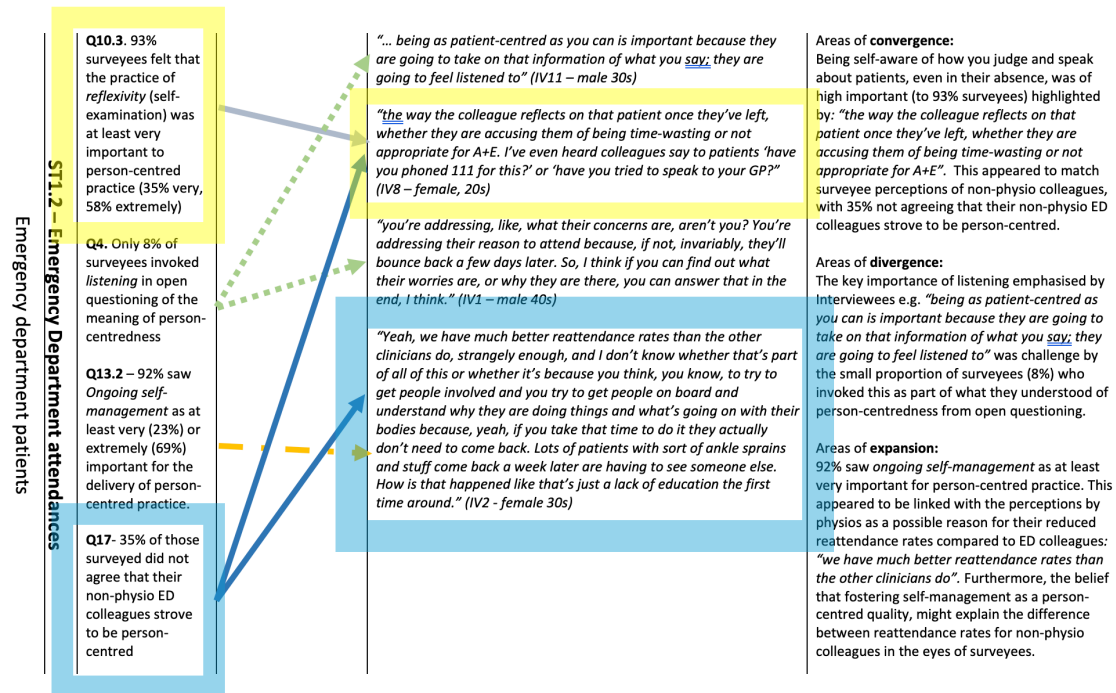 Emergency department patients
ST1.2 – Emergency Department attendances
Q10.3. 93%
surveyees felt that
the practice of
reflexivity (self-
examination) was
at least very
important to
person-centred
practice (35% very,
58% extremely)
Q4. Only 8% of
surveyees invoked
listening in open
questioning of the
meaning of person-
centredness
Q13.2 – 92% saw
Ongoing self-
management as at
least very (23%) or
extremely (69%)
important for the
delivery of person-
centred practice.
Q17- 35% of those
surveyed did not
agree that their
non-physio ED
colleagues strove
to be person-
centred
“… being as patient-centred as you can is important because they
are going to take on that information of what you say; they are
going to feel listened to” (IV11 – male 30s)
“the way the colleague reflects on that patient once they’ve left,
whether they are accusing them of being time-wasting or not
appropriate for A+E. I’ve even heard colleagues say to patients ‘have
you phoned 111 for this?’ or ‘have you tried to speak to your GP?”
(IV8 – female, 20s)
“you’re addressing, like, what their concerns are, aren’t you? You’re
addressing their reason to attend because, if not, invariably, they’ll
bounce back a few days later. So, I think if you can find out what
their worries are, or why they are there, you can answer that in the
end, I think.” (IV1 – male 40s)
“Yeah, we have much better reattendance rates than the other
clinicians do, strangely enough, and I don’t know whether that’s part
of all of this or whether it’s because you think, you know, to try to
get people involved and you try to get people on board and
understand why they are doing things and what’s going on with their
bodies because, yeah, if you take that time to do it they actually
don’t need to come back. Lots of patients with sort of ankle sprains
and stuff come back a week later are having to see someone else.
How is that happened like that’s just a lack of education the first
time around.” (IV2 - female 30s)
Areas of convergence:
Being self-aware of how you judge and speak
about patients, even in their absence, was of
high important (to 93% surveyees) highlighted
by: “the way the colleague reflects on that
patient once they’ve left, whether they are
accusing them of being time-wasting or not
appropriate for A+E”. This appeared to match
surveyee perceptions of non-physio colleagues,
with 35% not agreeing that their non-physio ED
colleagues strove to be person-centred.
Areas of divergence:
The key importance of listening emphasised by
Interviewees e.g. “being as patient-centred as
you can is important because they are going to
take on that information of what you say; they
are going to feel listened to” was challenge by
the small proportion of surveyees (8%) who
invoked this as part of what they understood of
person-centredness from open questioning.
Areas of expansion:
92% saw ongoing self-management as at least
very important for person-centred practice. This
appeared to be linked with the perceptions by
physios as a possible reason for their reduced
reattendance rates compared to ED colleagues:
“we have much better reattendance rates than
the other clinicians do”. Furthermore, the belief
that fostering self-management as a person-
centred quality, might explain the difference
between reattendance rates for non-physio
colleagues in the eyes of surveyees.